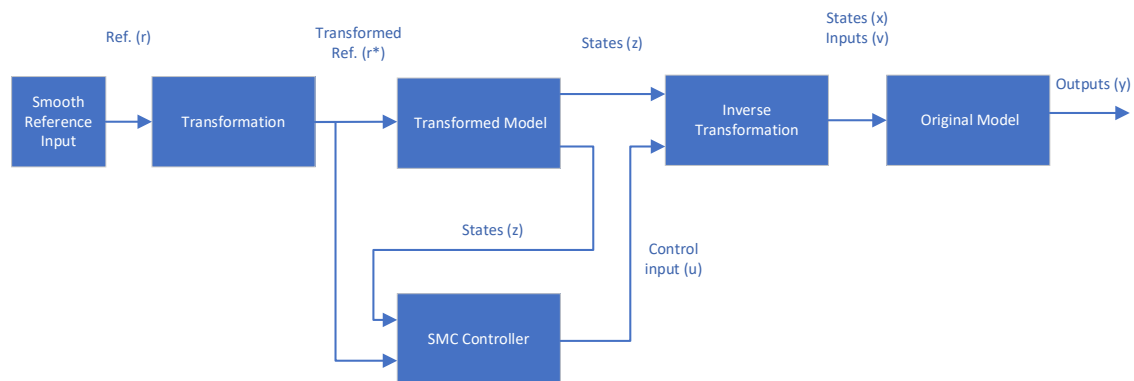 Ref. (r)
Transformed
Ref. (r*)
States (z)
States (x)
Inputs (v)
Smooth
Reference
Input
Transformation
Transformed Model
Inverse
Transformation
Original Model
Outputs (y)
States (z)
Control
input (u)
SMC Controller